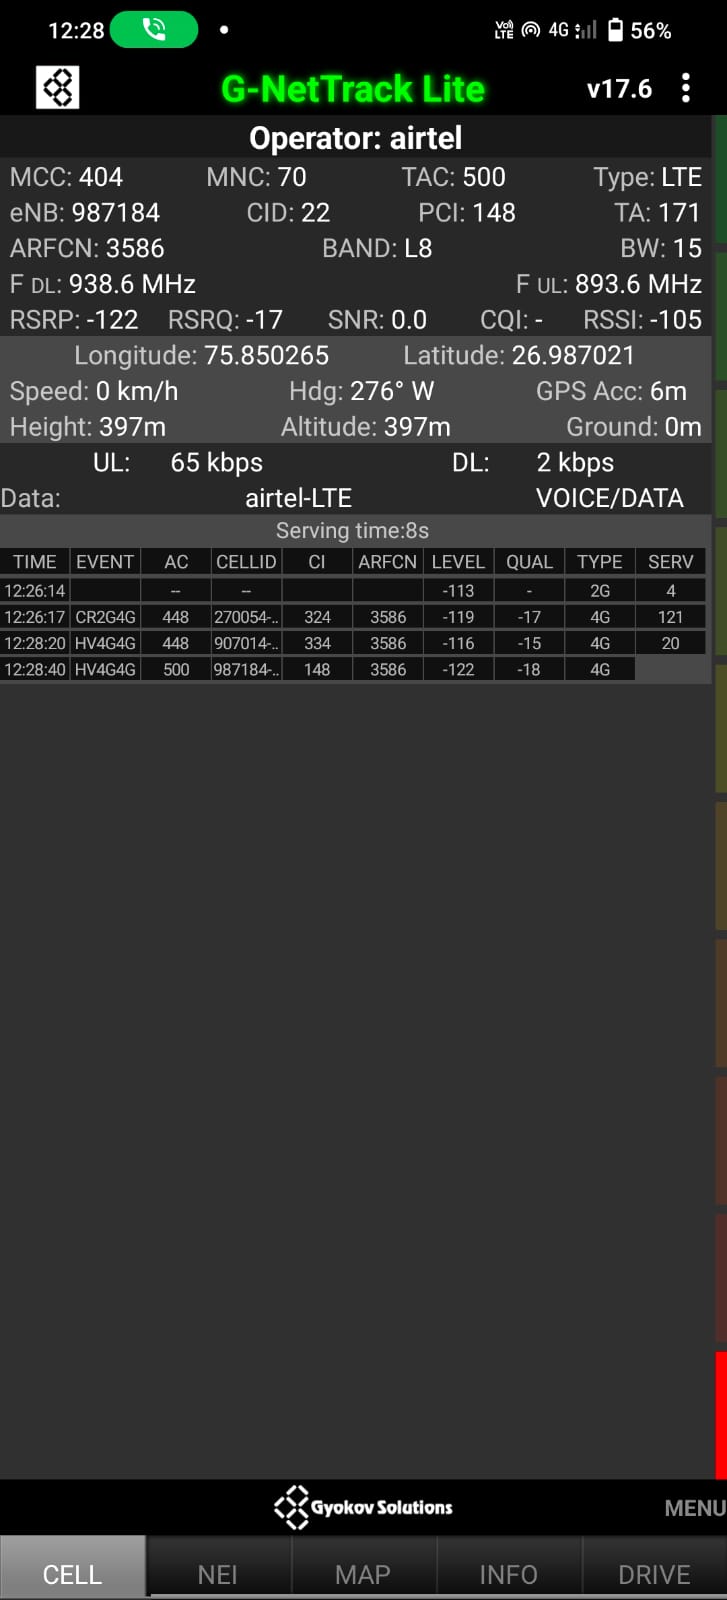 12:28 Vo) LTE 4G 56%
G-NetTrack Lite v17.6
Operator: airtel
MCC: 404 MNC: 70 TAC: 500 Type: LTE
eNB: 987184 CID: 22 PCI: 148 TA: 171
ARFCN: 3586 BAND: L8 BW: 15
F DL: 938.6 MHz F UL: 893.6 MHz
RSRP: -122 RSRQ: -17 SNR: 0.0 CQI: - RSSI: -105
Longitude: 75.850265 Latitude: 26.987021
Speed: 0 km/h Hdg: 276° W GPS Acc: 6m
Height: 397m Altitude: 397m Ground: 0m
UL: 65 kbps DL: 2 kbps
Data: airtel-LTE VOICE/DATA
Serving time:8s
TIME EVENT AC CELLID CI ARFCN LEVEL QUAL TYPE SERV
12:26:14 -- -- -113 - 2G 4
12:26:17 CR2G4G 448 270054-.. 324 3586 -119 -17 4G 121
12:28:20 HV4G4G 448 907014-.. 334 3586 -116 -15 4G 20
12:28:40 HV4G4G 500 987184-.. 148 3586 -122 -18 4G
Gyokov Solutions MENU
CELL NEI MAP INFO DRIVE